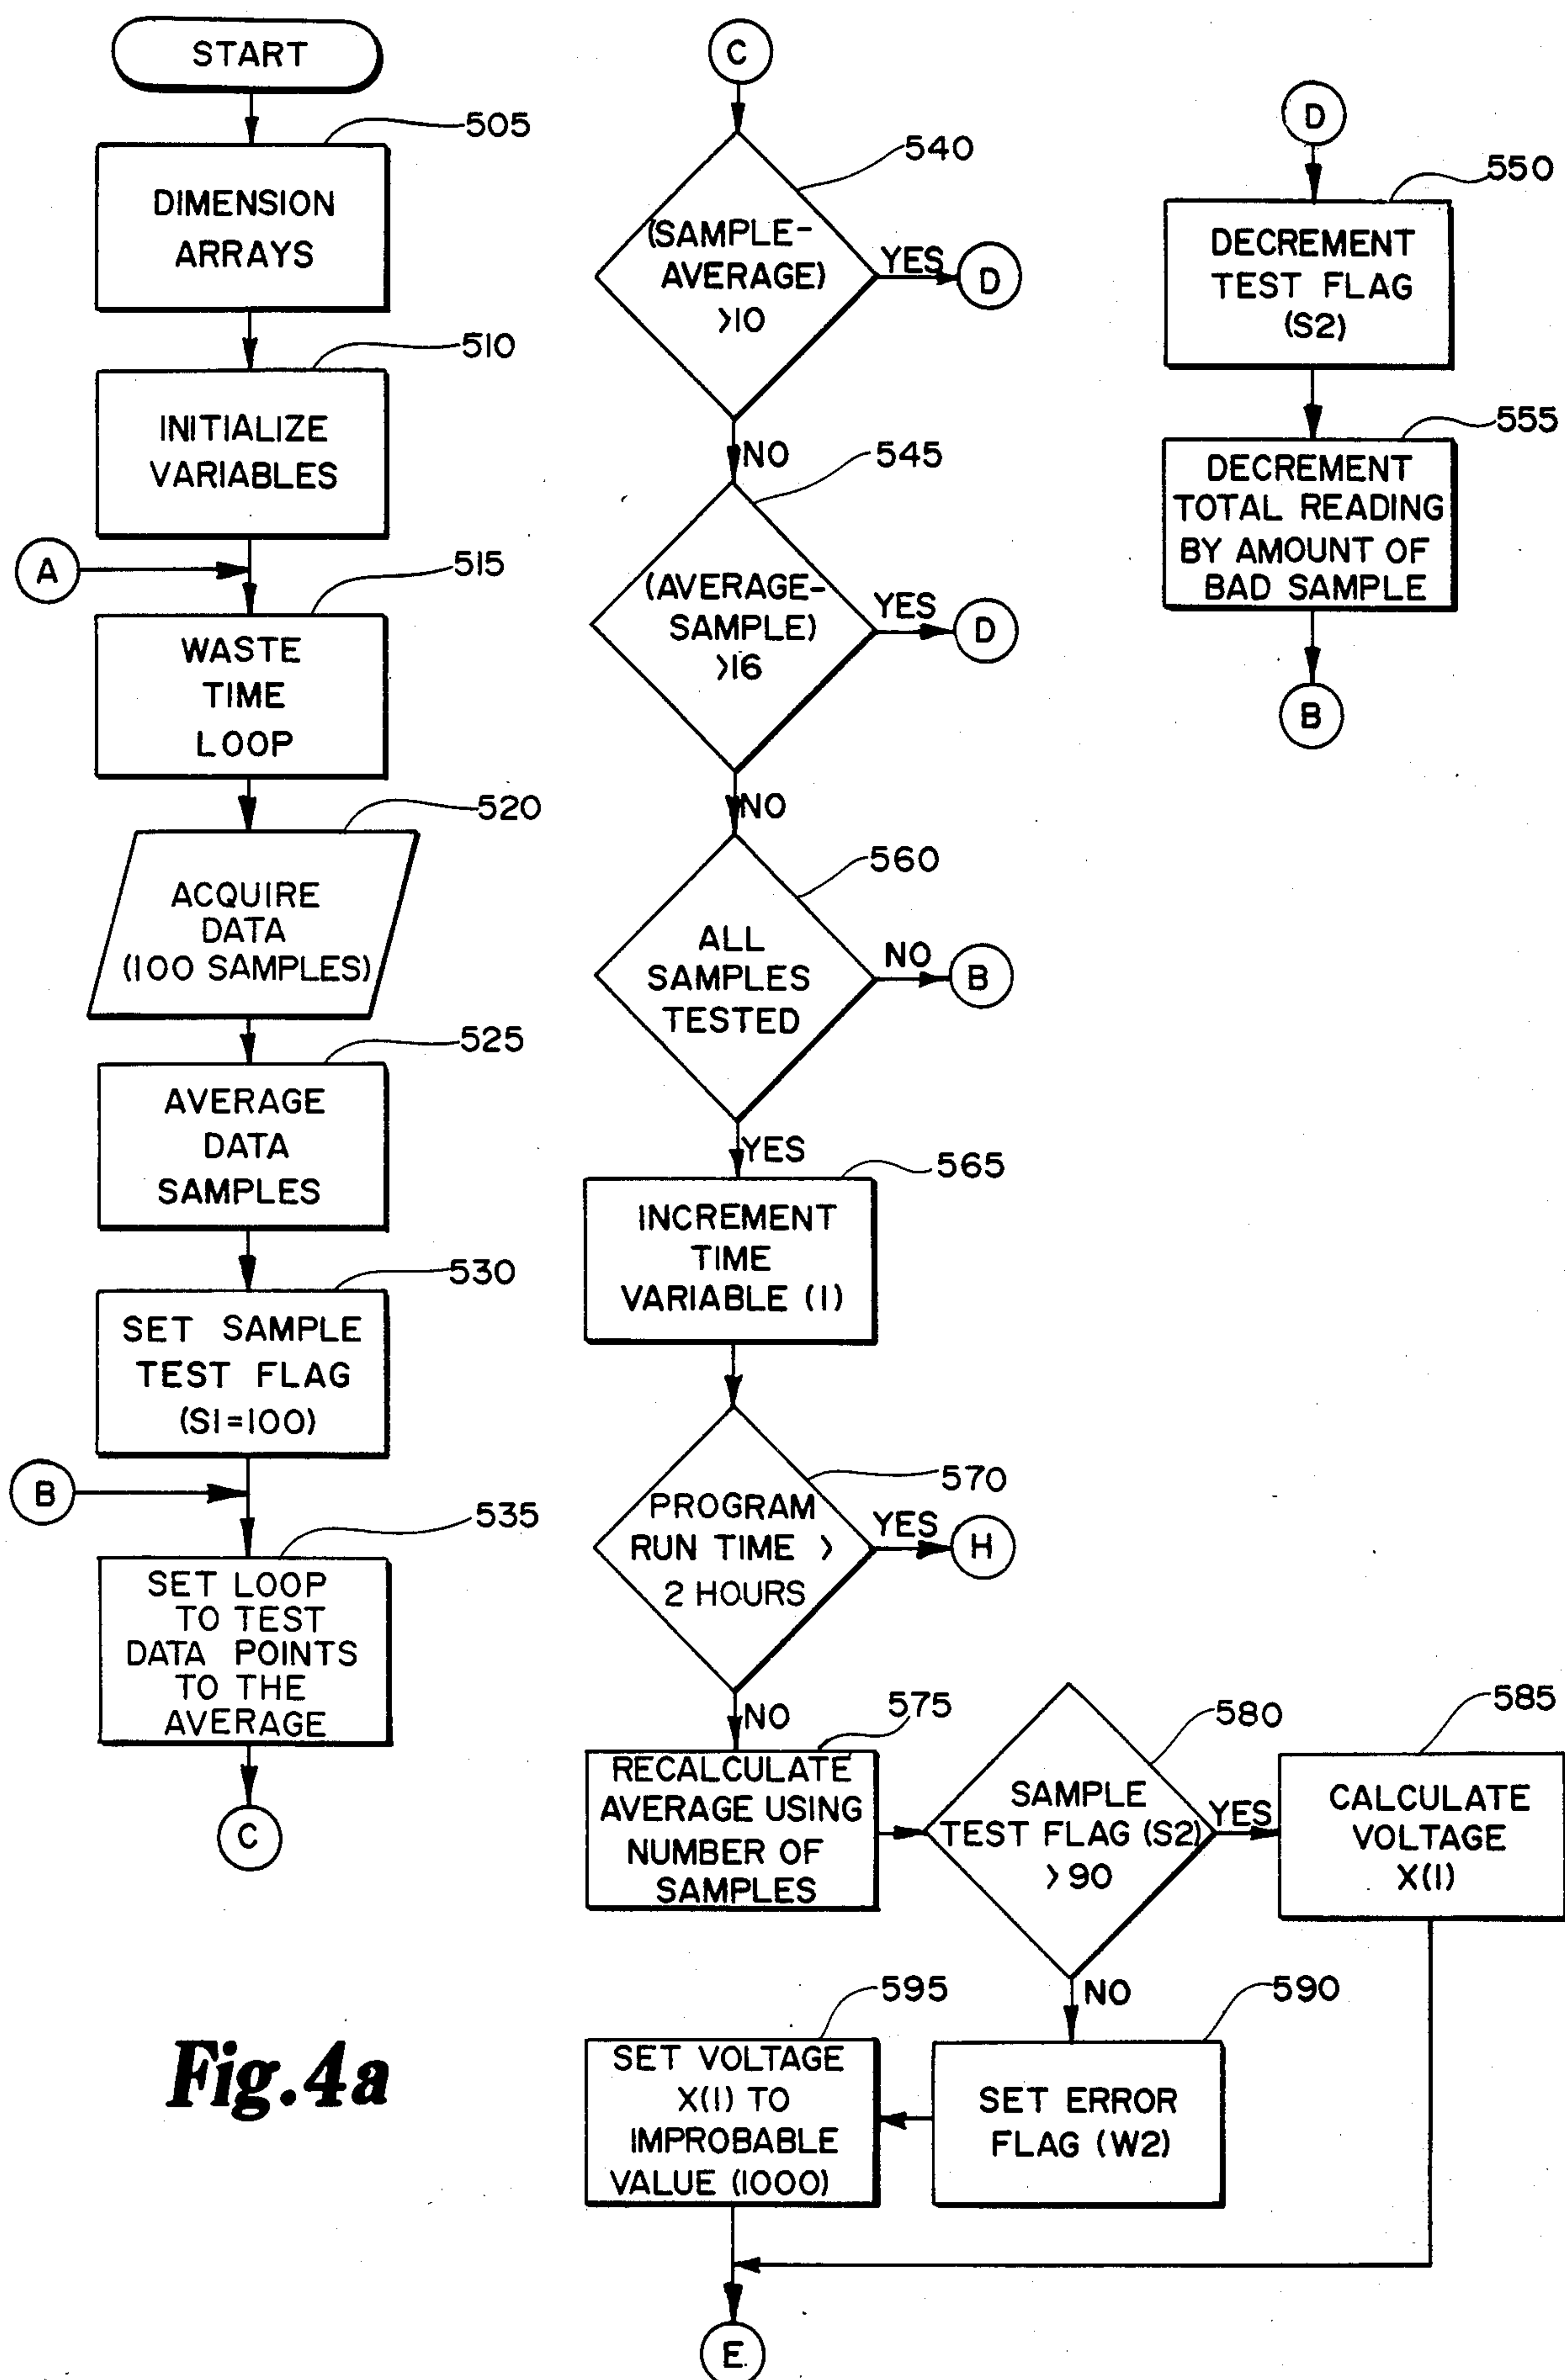 START
505
DIMENSION
ARRAYS
510
INITIALIZE
VARIABLES
A
515
WASTE
TIME
LOOP
520
ACQUIRE
DATA
(100 SAMPLES)
525
AVERAGE
DATA
SAMPLES
530
SET SAMPLE
TEST FLAG
(S1=100)
B
535
SET LOOP
TO TEST
DATA POINTS
TO THE
AVERAGE
C
C
540
(SAMPLE-
AVERAGE)
>10
YES
D
NO
545
(AVERAGE-
SAMPLE)
>16
YES
D
NO
560
ALL
SAMPLES
TESTED
NO
B
YES
565
INCREMENT
TIME
VARIABLE (I)
570
PROGRAM
RUN TIME >
2 HOURS
YES
H
NO
575
RECALCULATE
AVERAGE USING
NUMBER OF
SAMPLES
580
SAMPLE
TEST FLAG (S2)
>90
YES
585
CALCULATE
VOLTAGE
X(I)
NO
590
SET ERROR
FLAG (W2)
595
SET VOLTAGE
X(I) TO
IMPROBABLE
VALUE (1000)
E
D
550
DECREMENT
TEST FLAG
(S2)
555
DECREMENT
TOTAL READING
BY AMOUNT OF
BAD SAMPLE
B
Fig.4a